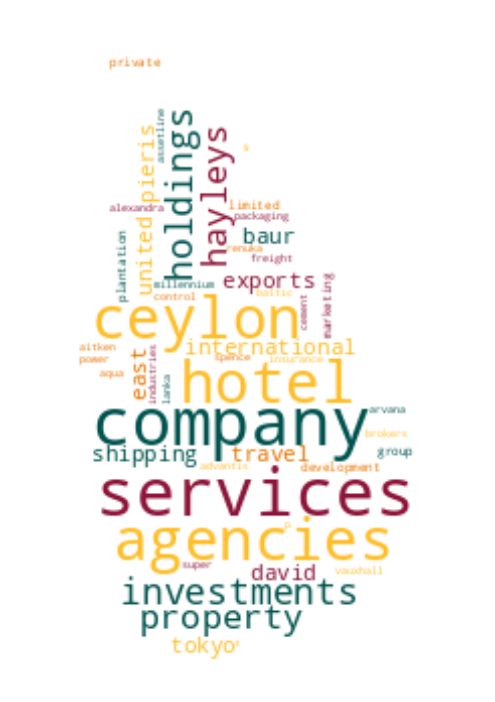 private
assetline
holdings
united pieris
hayleys
s
alexandra
limited
packaging
plantation
baur
renuka
freight
millennium
exports
control
baltic
cement
marketing
ceylon
aitken
international
power
spence
insurance
aqua
east
industries
lanka
hotel
company
arvana
brokers
shipping
travel
group
advantis
development
services
p
agencies
super
david
vauxhall
investments
property
tokyo